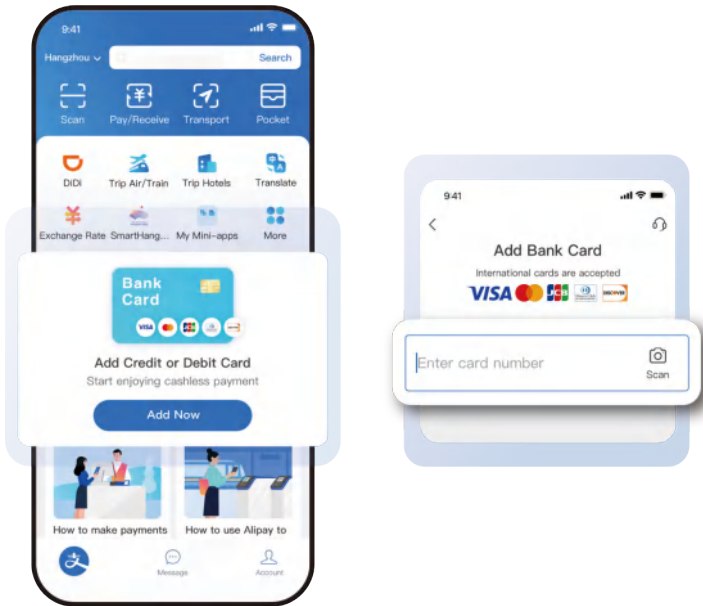 9:41
Hangzhou
Search
Scan Pay/Receive Transport Pocket
DiDi Trip Air/Train Trip Hotels Translate
Exchange Rate SmartHang... My Mini-apps More
Bank
Card
VISA JCB
Add Credit or Debit Card
Start enjoying cashless payment
Add Now
How to make payments How to use Alipay to
支 Message Account
9:41
Add Bank Card
International cards are accepted
VISA JCB DISCOVER
Enter card number
Scan